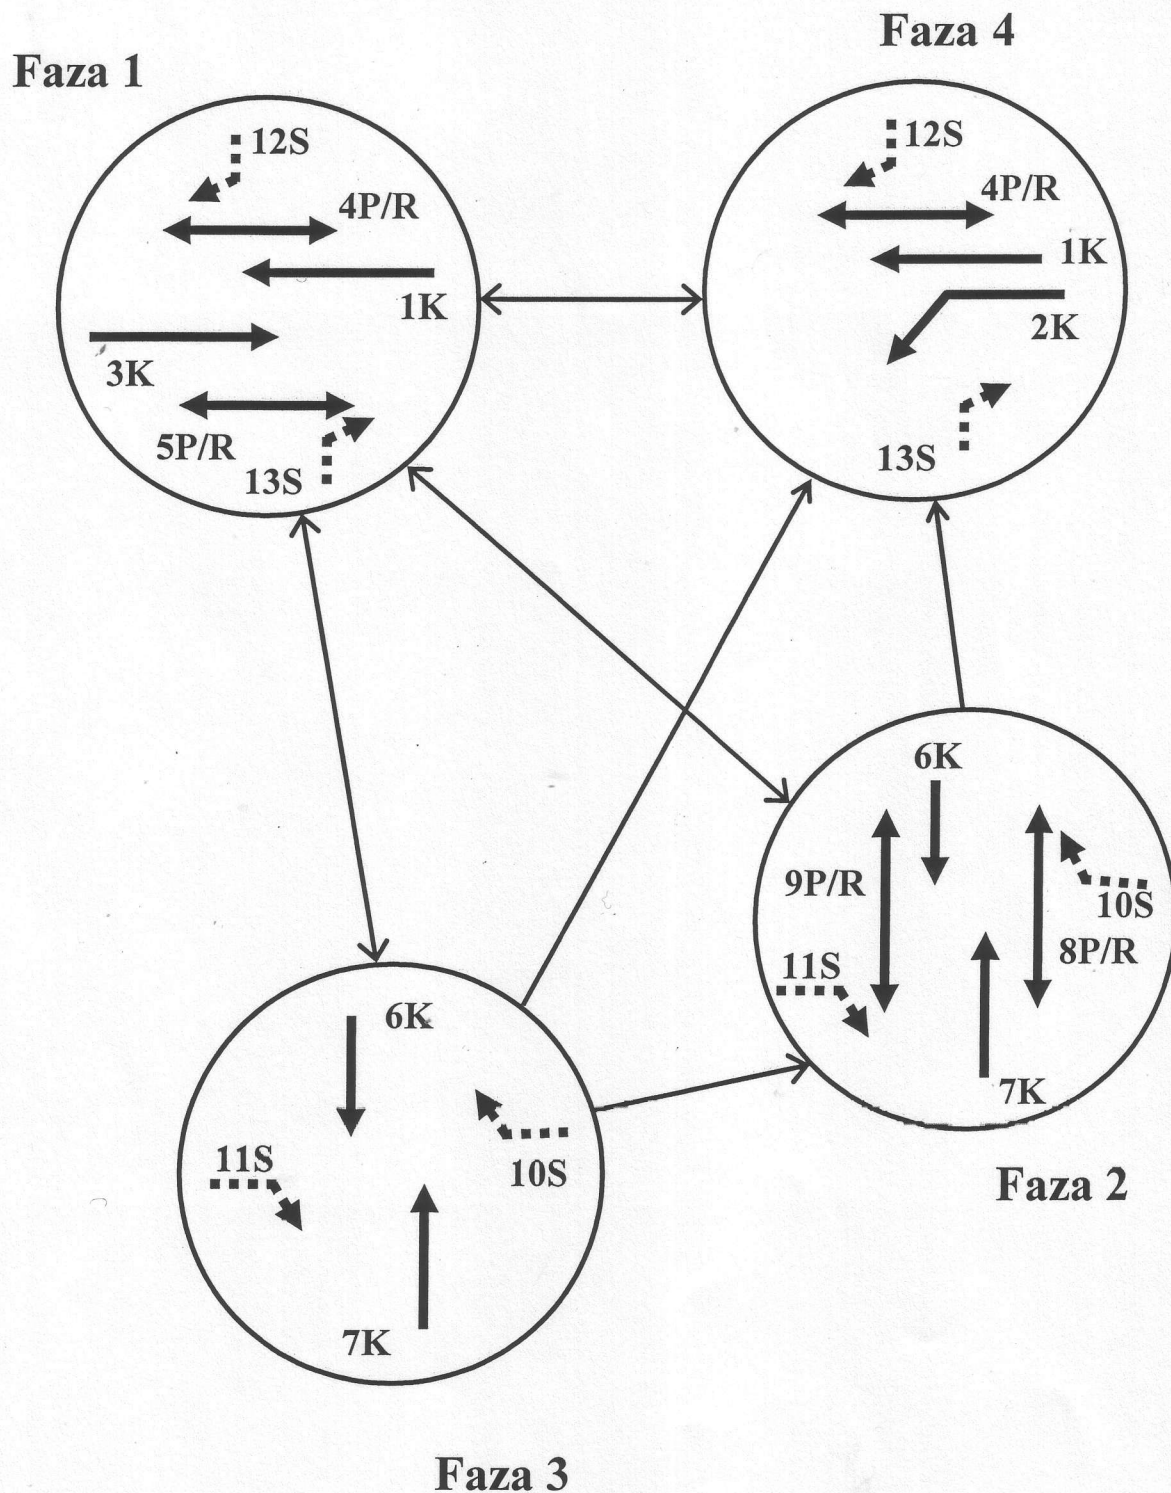 Faza 1
12S
4P/R
1K
3K
5P/R
13S
Faza 4
12S
4P/R
1K
2K
13S
6K
9P/R
10S
8P/R
11S
7K
Faza 2
6K
11S
10S
7K
Faza 3